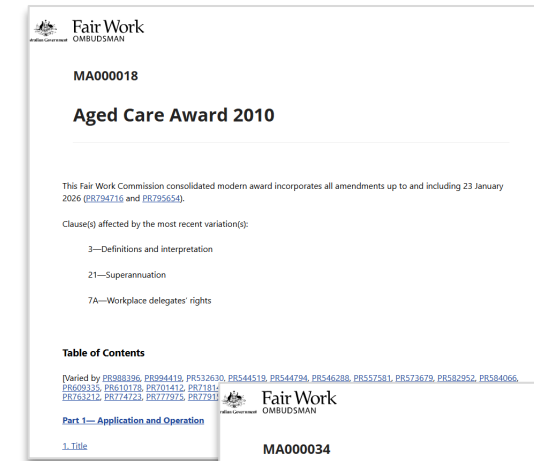 Fair Work
Australian Government OMBUDSMAN
MA000018
Aged Care Award 2010
This Fair Work Commission consolidated modern award incorporates all amendments up to and including 23 January
2026 (PR794716 and PR795654).
Clause(s) affected by the most recent variation(s):
3—Definitions and interpretation
21—Superannuation
7A—Workplace delegates' rights
Table of Contents
[Varied by PR988396, PR994419, PR532630, PR544519, PR544794, PR546288, PR557581, PR573679, PR582952, PR584066,
PR609335, PR610178, PR701412,
PR763212, PR774723, PR777975,
Part 1— Application and Operation
1. Title
Fair Work
Australian Government OMBUDSMAN
MA000034